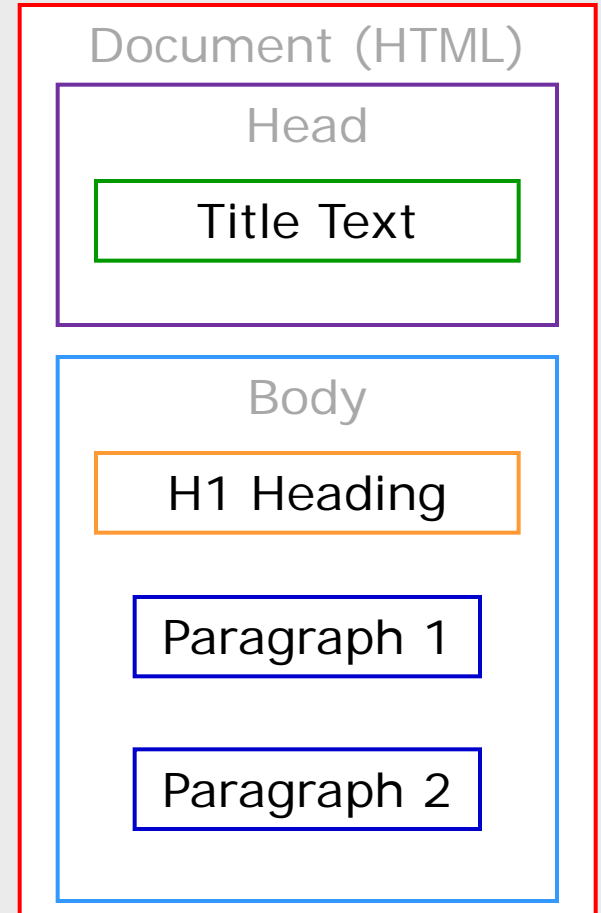 Document (HTML)
Head
Title Text
Body
H1 Heading
Paragraph 1
Paragraph 2